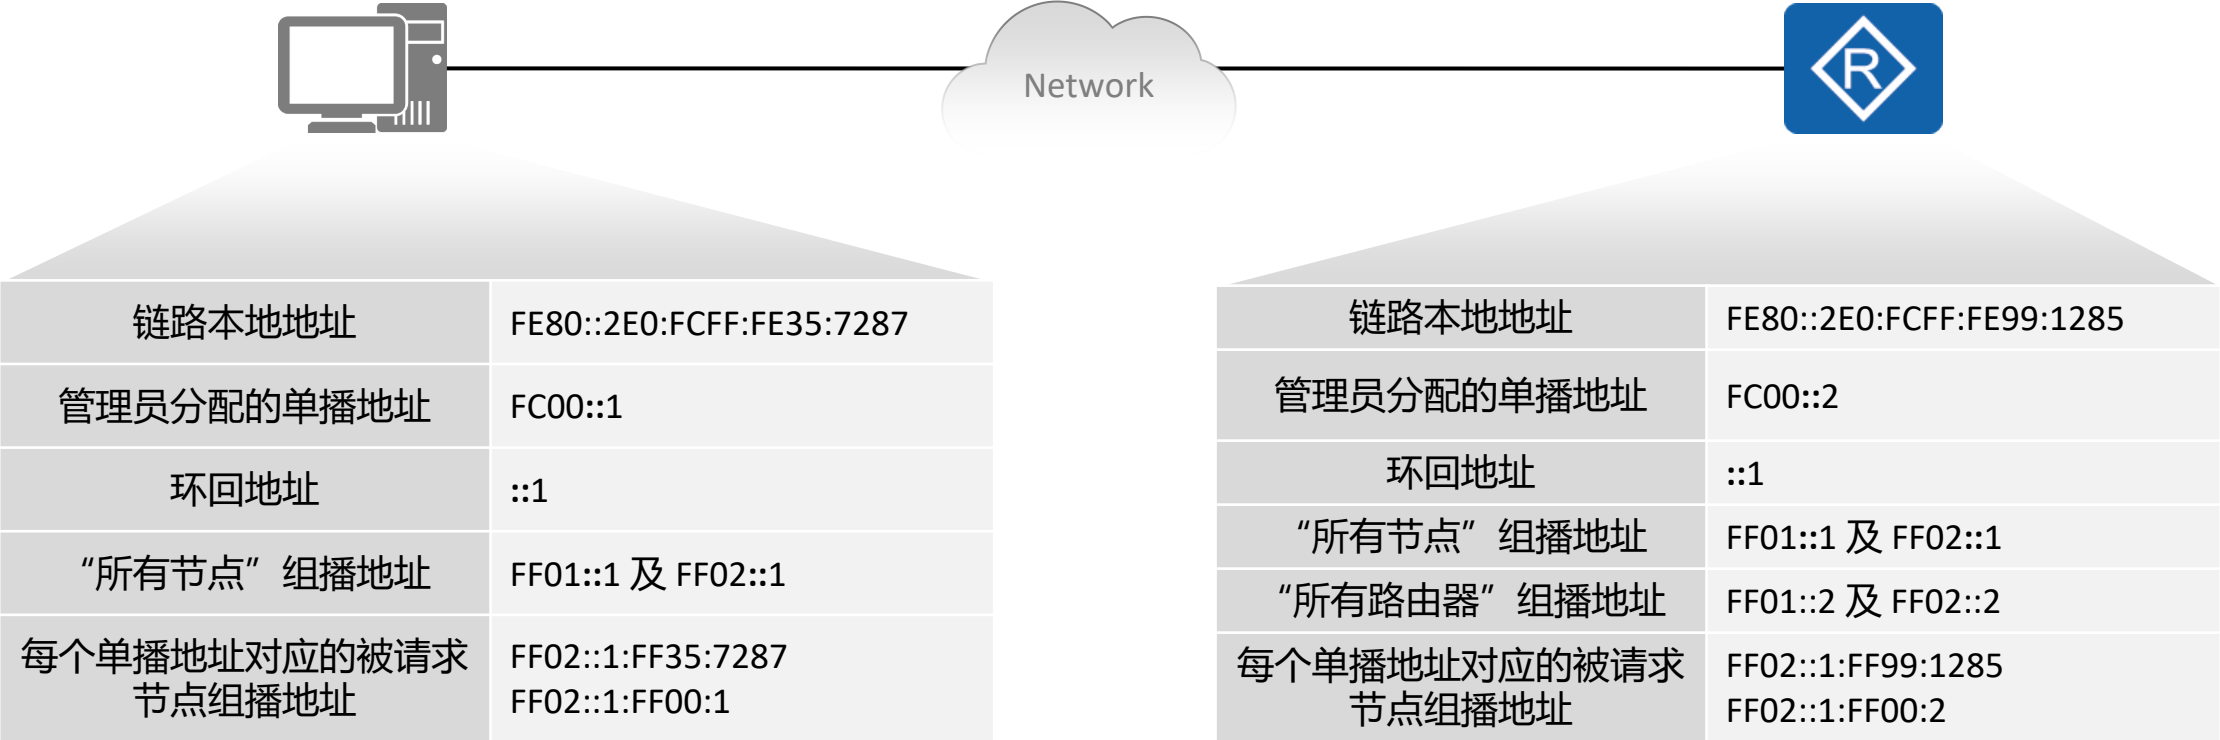 Network
R
链路本地地址 FE80::2E0:FCFF:FE35:7287
管理员分配的单播地址 FC00::1
环回地址 ::1
“所有节点”组播地址 FF01::1 及 FF02::1
每个单播地址对应的被请求
节点组播地址
FF02::1:FF35:7287
FF02::1:FF00:1
链路本地地址 FE80::2E0:FCFF:FE99:1285
管理员分配的单播地址 FC00::2
环回地址 ::1
“所有节点”组播地址 FF01::1 及 FF02::1
“所有路由器”组播地址 FF01::2 及 FF02::2
每个单播地址对应的被请求
节点组播地址
FF02::1:FF99:1285
FF02::1:FF00:2